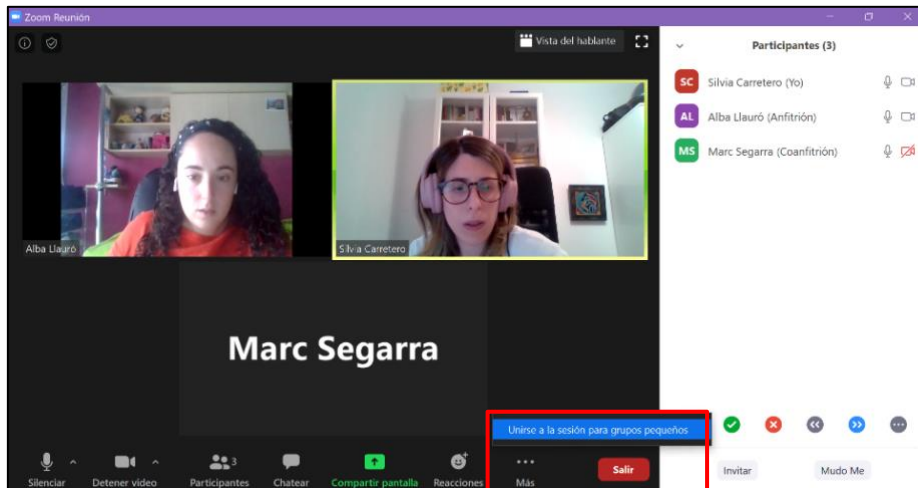 Zoom Reunión
Vista del hablante
Participantes (3)
SC Silvia Carretero (Yo)
AL Alba Llauró (Anfitrión)
MS Marc Segarra (Coanfitrión)
Alba Llauró
Silvia Carretero
Marc Segarra
Unirse a la sesión para grupos pequeños
3
Silenciar
Detener video
Participantes
Chatear
Compartir pantalla
Reacciones
Más
Salir
Invitar
Mudo Me